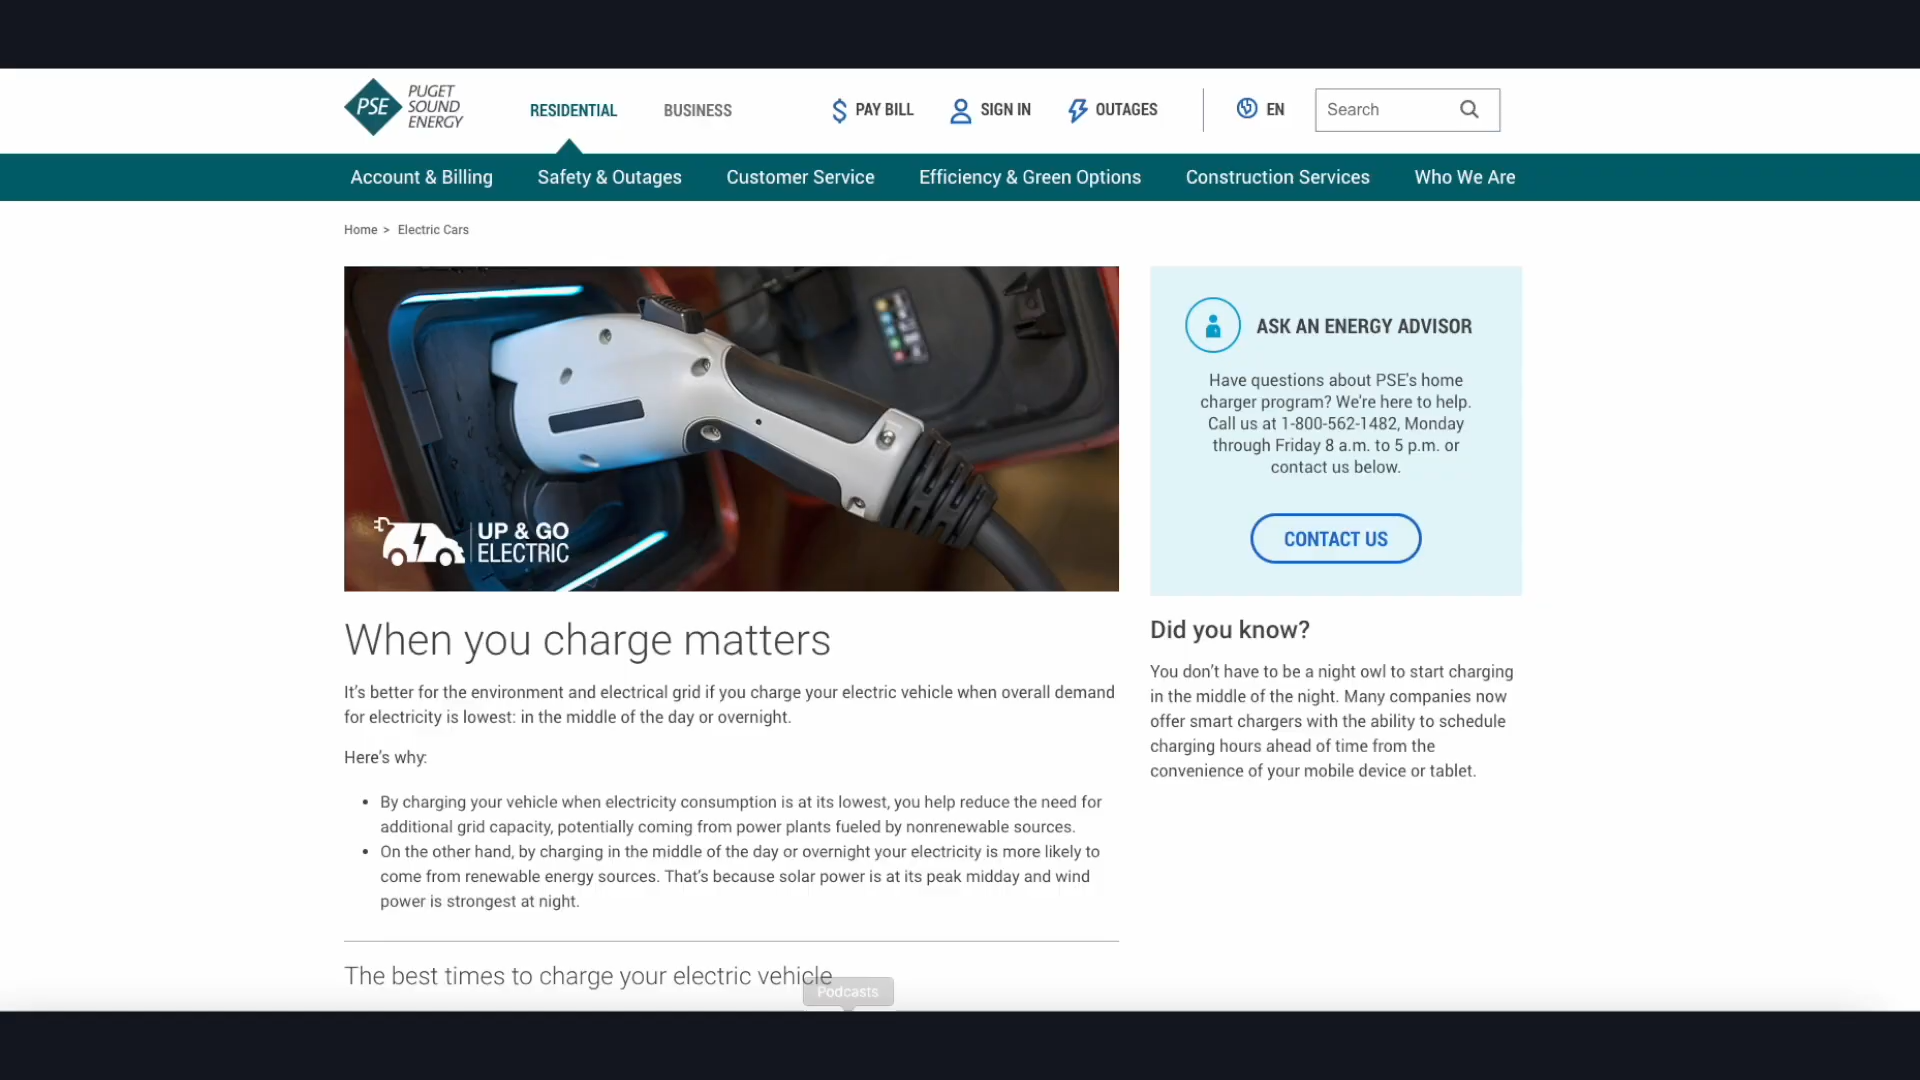 PSE
PUGET
SOUND
ENERGY
RESIDENTIAL
BUSINESS
PAY BILL
SIGN IN
OUTAGES
EN
Search
Account & Billing
Safety & Outages
Customer Service
Efficiency & Green Options
Construction Services
Who We Are
Home > Electric Cars
UP & GO
ELECTRIC
ASK AN ENERGY ADVISOR
Have questions about PSE's home
charger program? We're here to help.
Call us at 1-800-562-1482, Monday
through Friday 8 a.m. to 5 p.m. or
contact us below.
CONTACT US
When you charge matters
It’s better for the environment and electrical grid if you charge your electric vehicle when overall demand
for electricity is lowest: in the middle of the day or overnight.
Here’s why:
• By charging your vehicle when electricity consumption is at its lowest, you help reduce the need for
additional grid capacity, potentially coming from power plants fueled by nonrenewable sources.
• On the other hand, by charging in the middle of the day or overnight your electricity is more likely to
come from renewable energy sources. That’s because solar power is at its peak midday and wind
power is strongest at night.
Did you know?
You don’t have to be a night owl to start charging
in the middle of the night. Many companies now
offer smart chargers with the ability to schedule
charging hours ahead of time from the
convenience of your mobile device or tablet.
The best times to charge your electric vehicle
Podcasts